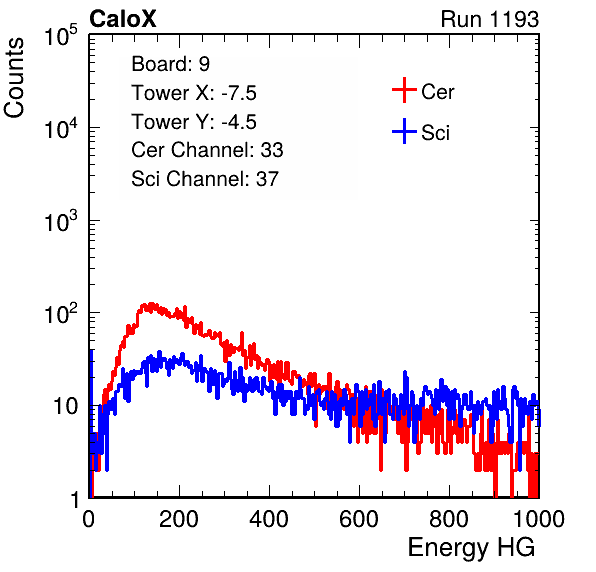 CaloX Run 1193
Counts
Board: 9
Tower X: -7.5
Tower Y: -4.5
Cer Channel: 33
Sci Channel: 37
Cer
Sci
10^5
10^4
10^3
10^2
10
1
0 200 400 600 800 1000
Energy HG